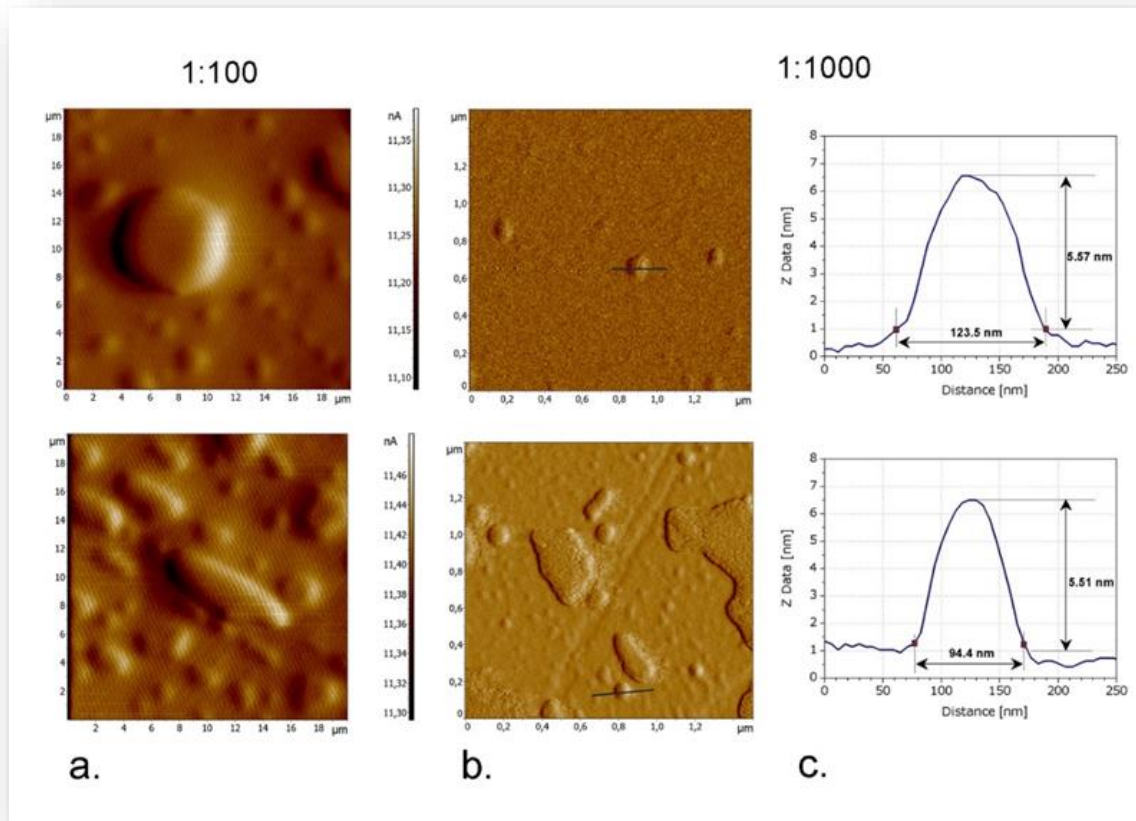 1:100
1:1000
µm
18
16
14
12
10
8
6
4
2
0
0 2 4 6 8 10 12 14 16 18
µm
nA
11,35
11,30
11,25
11,20
11,15
11,10
µm
1,2
1,0
0,8
0,6
0,4
0,2
0
0 0,2 0,4 0,6 0,8 1,0 1,2
µm
8
7
6
5
4
3
2
1
0
Z Data [nm]
5.57 nm
123.5 nm
0 50 100 150 200 250
Distance [nm]
µm
18
16
14
12
10
8
6
4
2
2 4 6 8 10 12 14 16 18
µm
nA
11,46
11,44
11,42
11,40
11,38
11,36
11,34
11,32
11,30
µm
1,2
1,0
0,8
0,6
0,4
0,2
0
0 0,2 0,4 0,6 0,8 1,0 1,2
µm
8
7
6
5
4
3
2
1
0
Z Data [nm]
5.51 nm
94.4 nm
0 50 100 150 200 250
Distance [nm]
a.
b.
c.